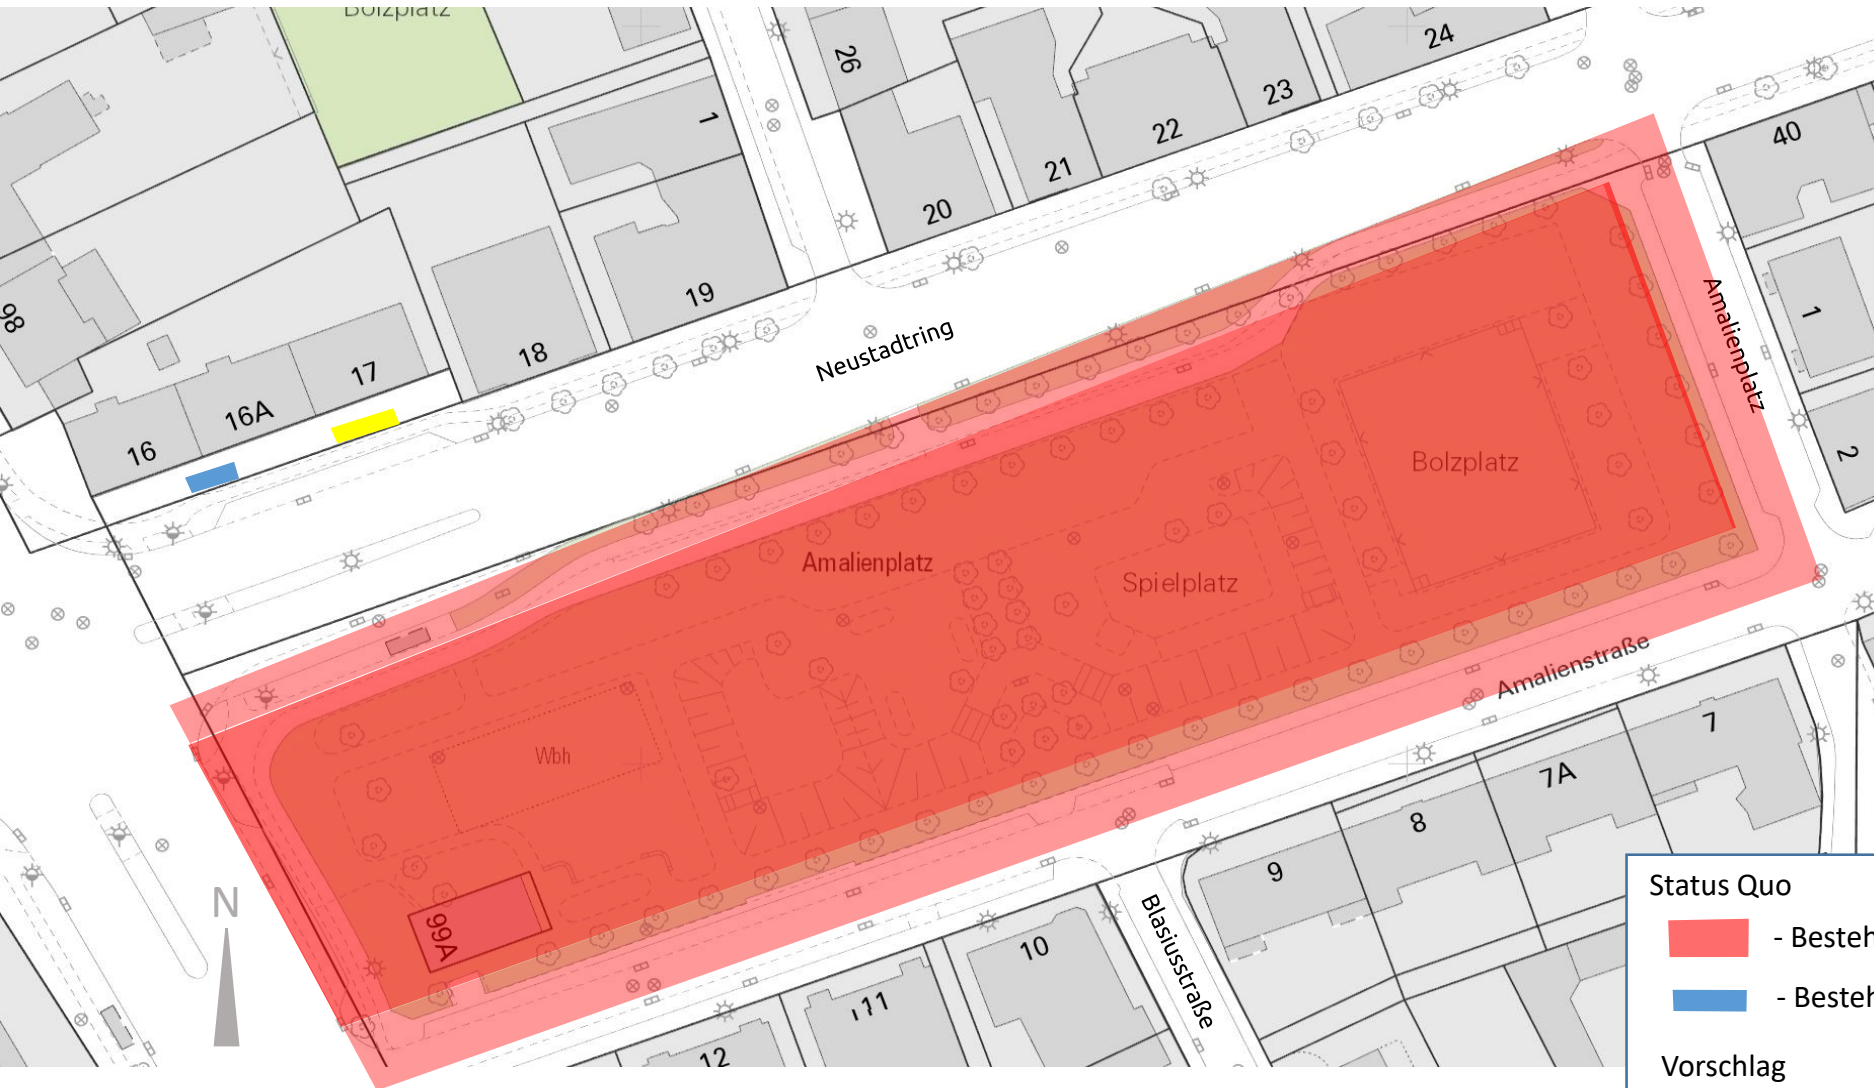 Bolzplatz
26
24
23
22
21
20
1
40
98
19
18
17
16A
16
Neustadtring
Amalienplatz
1
2
Bolzplatz
Amalienplatz
Spielplatz
Wbh
Amalienstraße
7
7A
8
9
99A
N
10
11
12
Blasiusstraße
Status Quo
- Besteh
- Besteh
Vorschlag